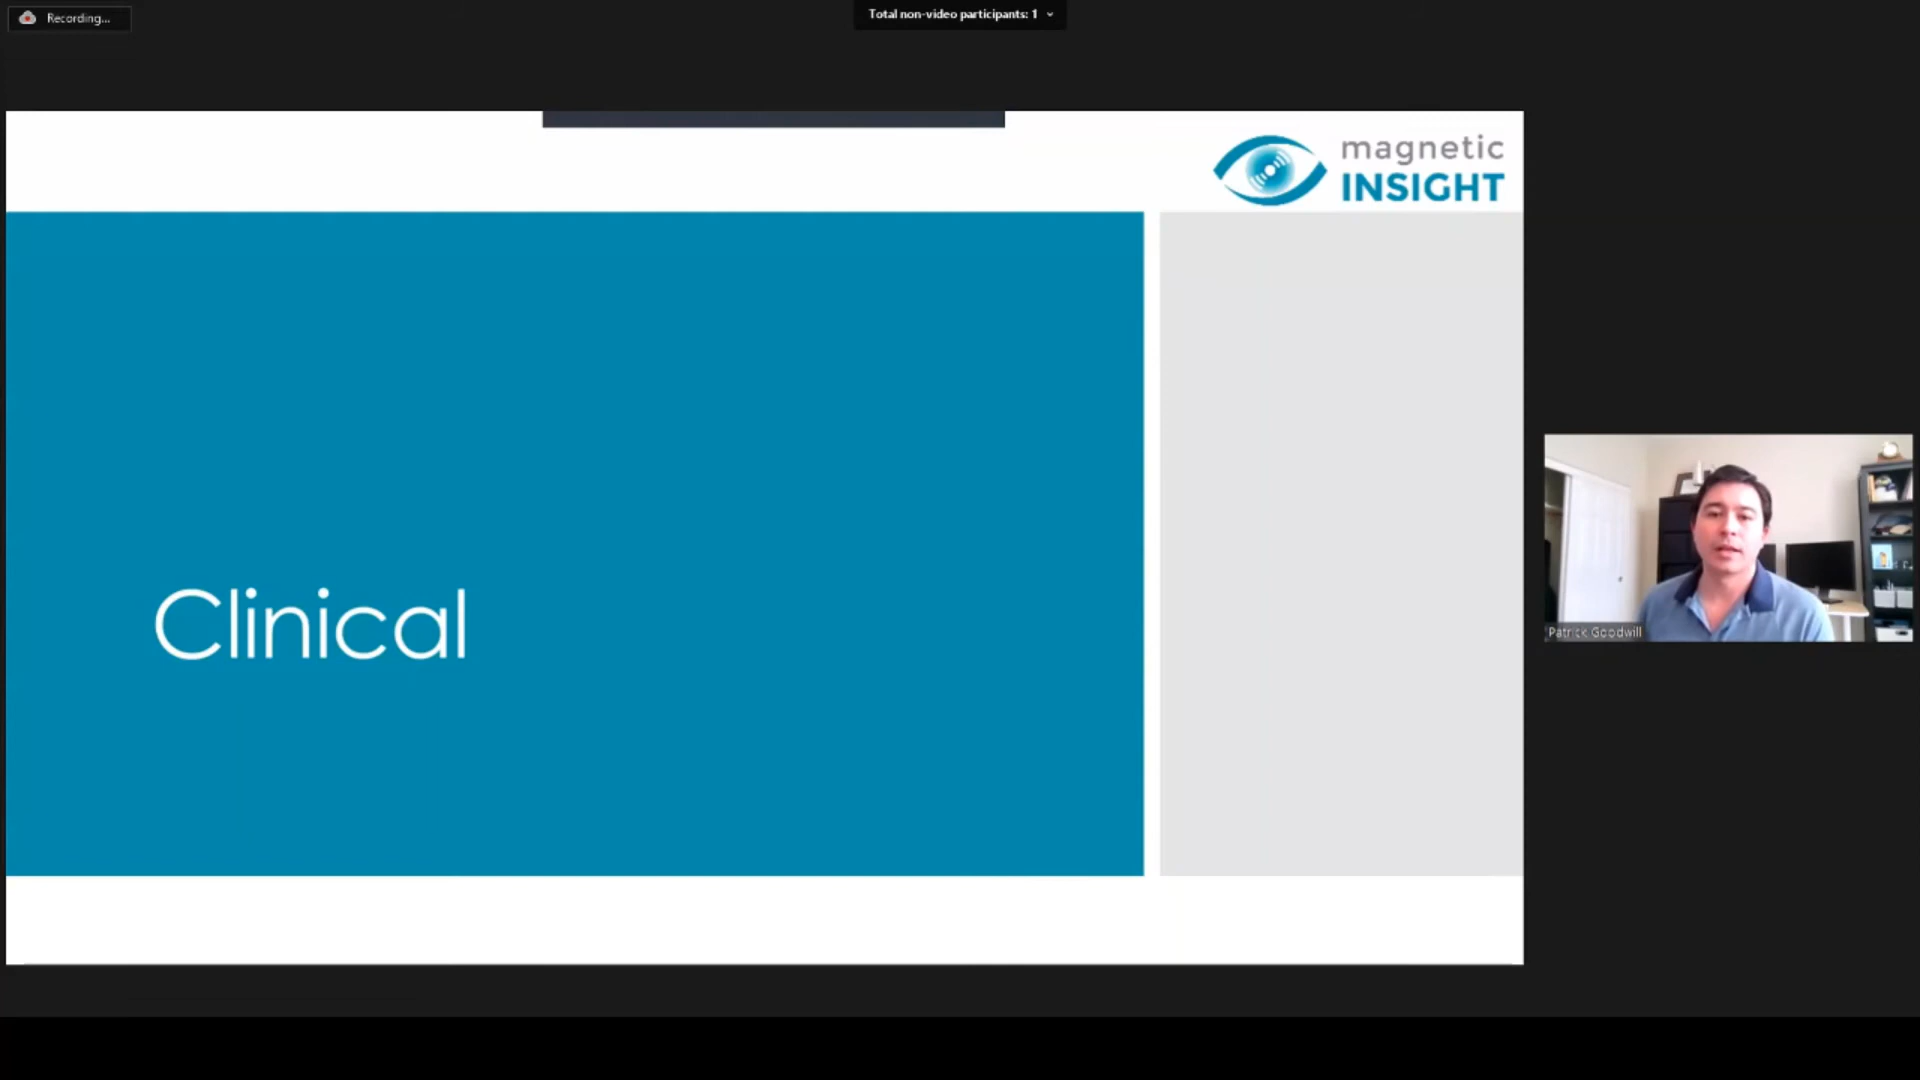 Recording...
Total non-video participants: 1
magnetic
INSIGHT
Clinical
Patrick Goodwill